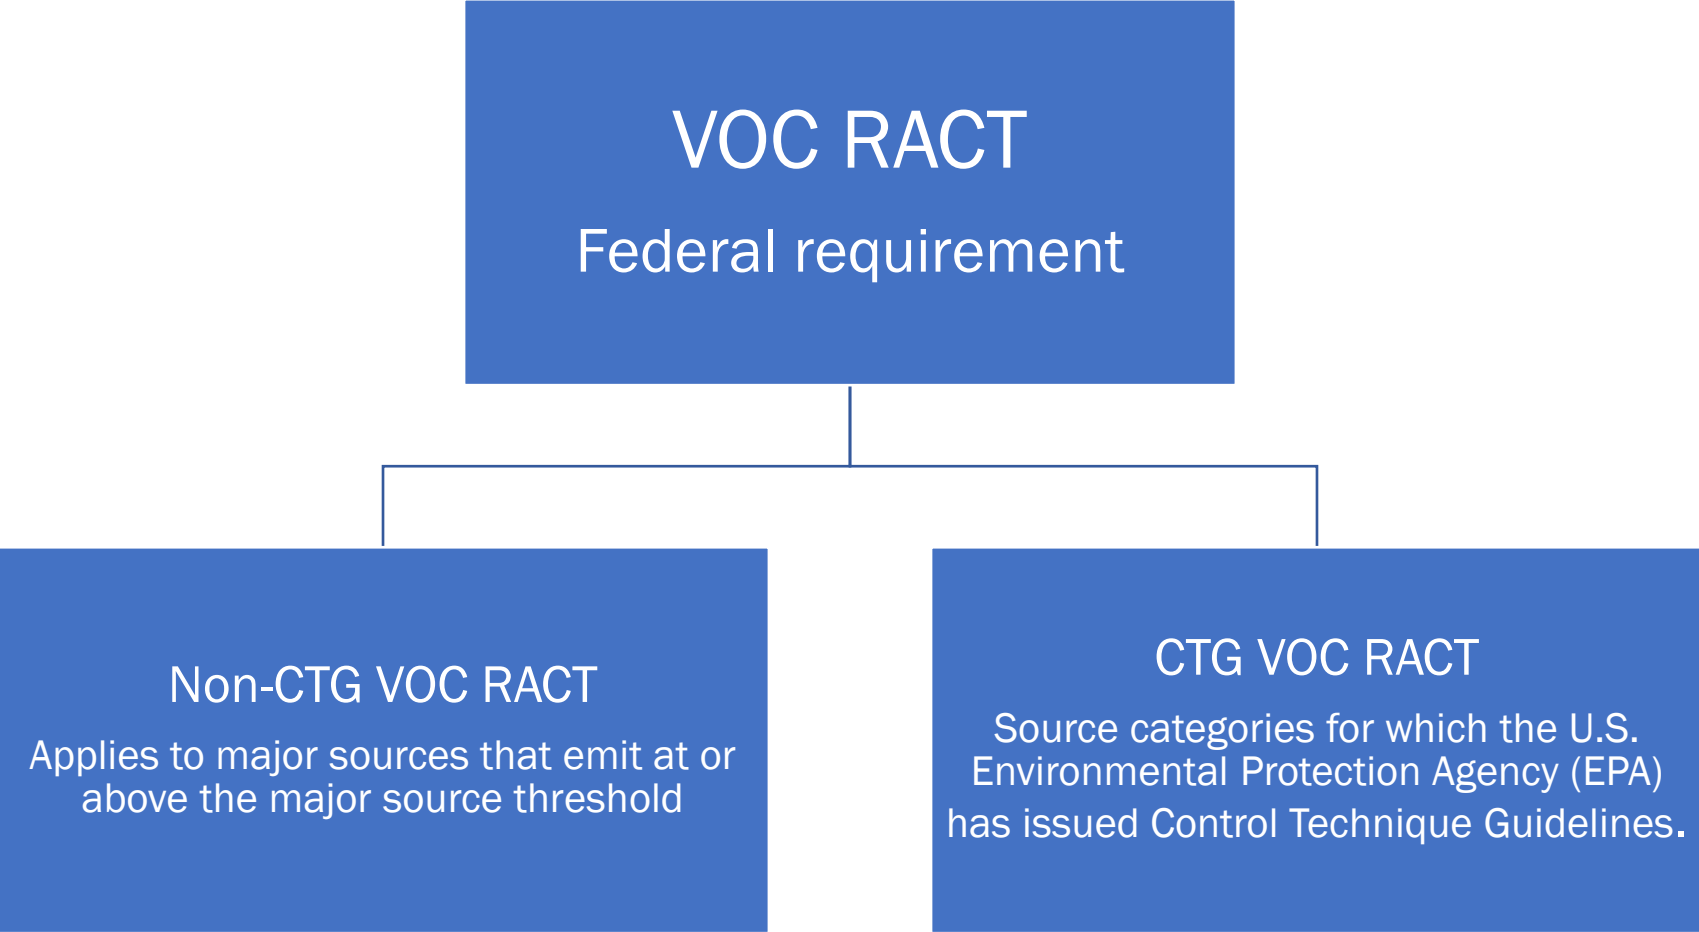 VOC RACT
Federal requirement
Non-CTG VOC RACT
Applies to major sources that emit at or
above the major source threshold
CTG VOC RACT
Source categories for which the U.S.
Environmental Protection Agency (EPA)
has issued Control Technique Guidelines.